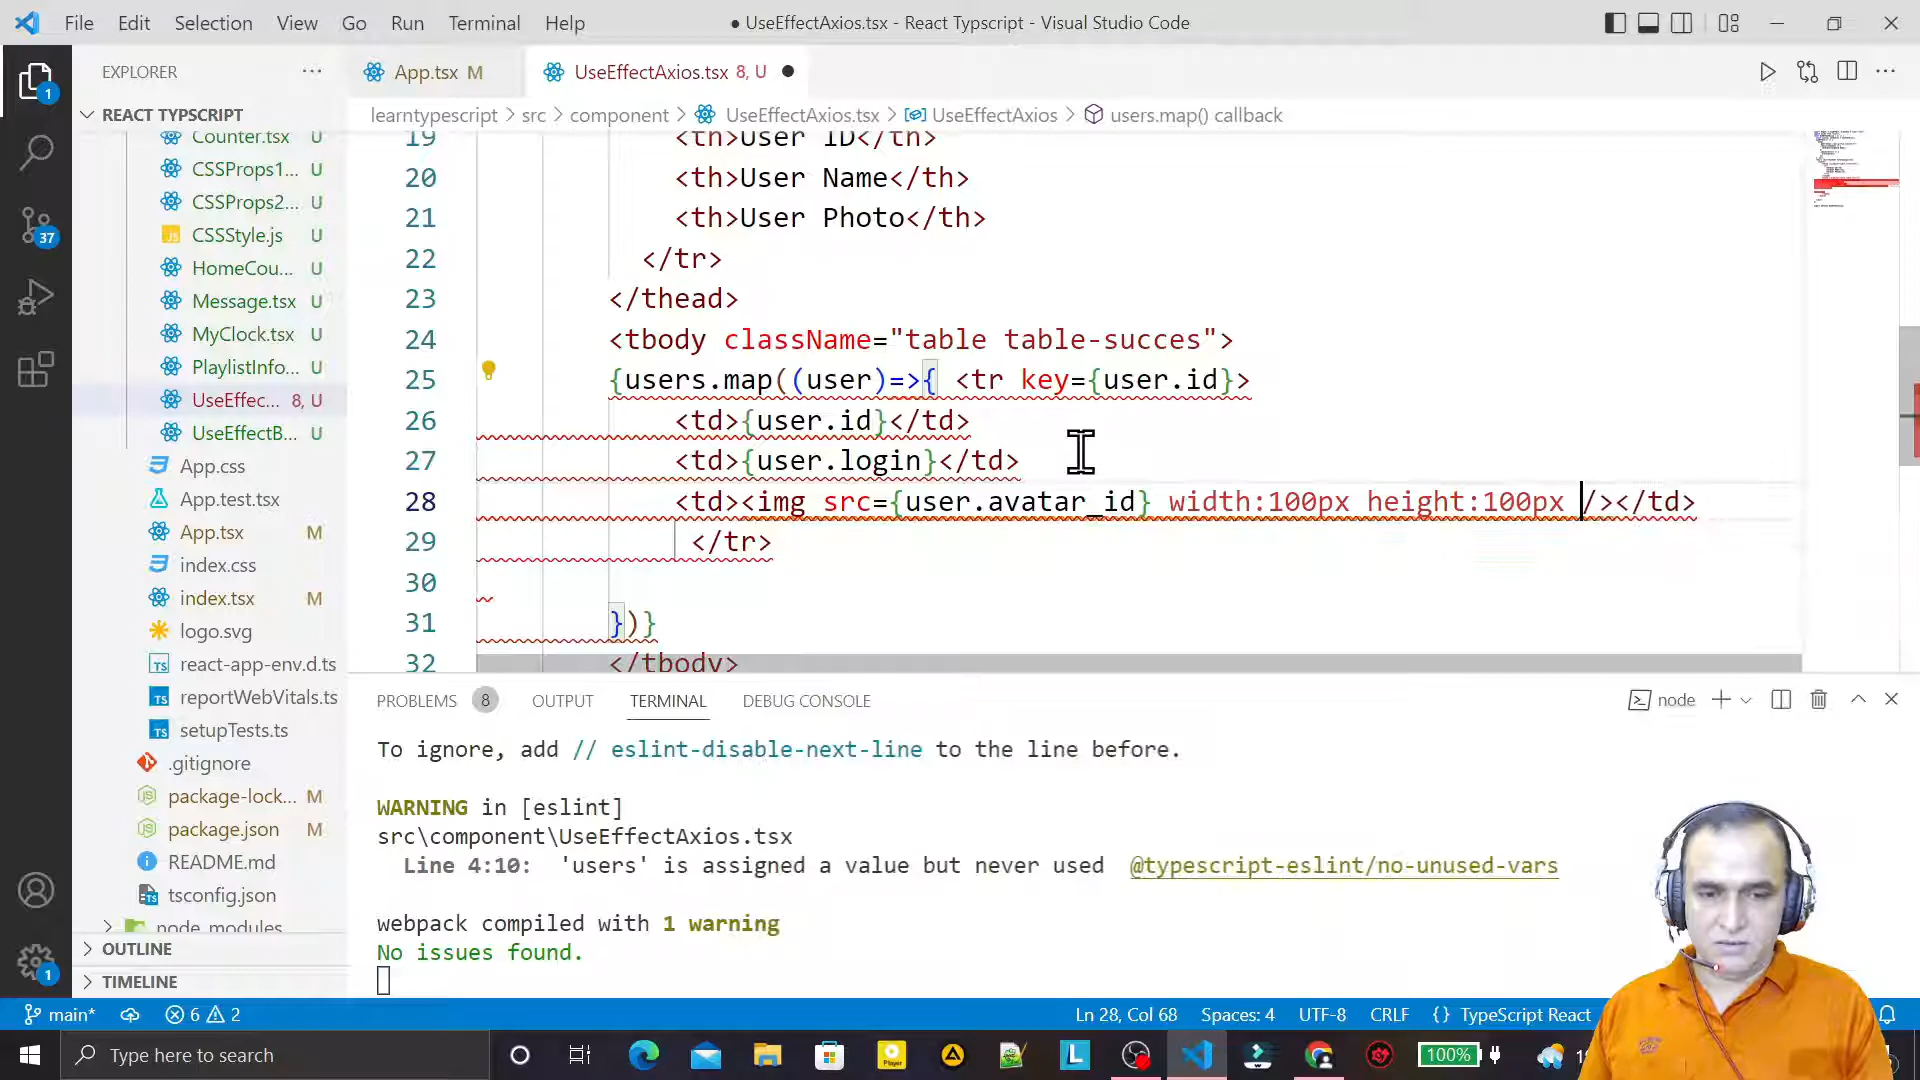 File Edit Selection View Go Run Terminal Help
● UseEffectAxios.tsx - React Typscript - Visual Studio Code
EXPLORER
App.tsx M
UseEffectAxios.tsx 8, U
REACT TYPSCRIPT
learntypescript > src > component > UseEffectAxios.tsx > UseEffectAxios > users.map() callback
Counter.tsx U
CSSProps1... U
CSSProps2... U
CSSStyle.js U
HomeCou... U
Message.tsx U
MyClock.tsx U
PlaylistInfo... U
UseEffec... 8, U
UseEffectB... U
App.css
App.test.tsx
App.tsx M
index.css
index.tsx M
logo.svg
react-app-env.d.ts
reportWebVitals.ts
setupTests.ts
.gitignore
package-lock... M
package.json M
README.md
tsconfig.json
node_modules
OUTLINE
TIMELINE
1
37
1
19 <th>User ID</th>
20 <th>User Name</th>
21 <th>User Photo</th>
22 </tr>
23 </thead>
24 <tbody className="table table-succes">
25 {users.map((user)=>{ <tr key={user.id}>
26 <td>{user.id}</td>
27 <td>{user.login}</td>
28 <td><img src={user.avatar_id} width:100px height:100px /></td>
29 </tr>
30
31 })}
32 </tbody>
PROBLEMS 8 OUTPUT TERMINAL DEBUG CONSOLE
node
To ignore, add // eslint-disable-next-line to the line before.
WARNING in [eslint]
src\component\UseEffectAxios.tsx
Line 4:10: 'users' is assigned a value but never used @typescript-eslint/no-unused-vars
webpack compiled with 1 warning
No issues found.
main* 6 2
Ln 28, Col 68 Spaces: 4 UTF-8 CRLF {} TypeScript React
Type here to search
Player
L
100%